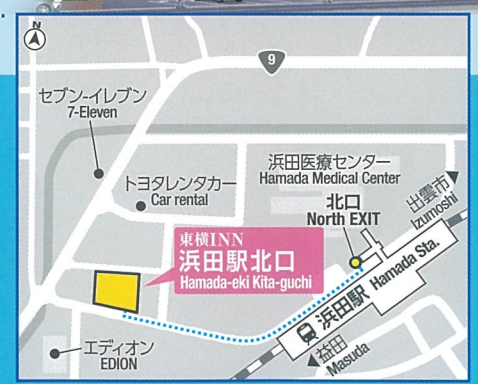 N
9
セブン-イレブン
7-Eleven
トヨタレンタカー
Car rental
浜田医療センター
Hamada Medical Center
北口
North EXIT
出雲市
Izumoshi
東横INN
浜田駅北口
Hamada-eki Kita-guchi
浜田駅 Hamada Sta.
益田
Masuda
エディオン
EDION